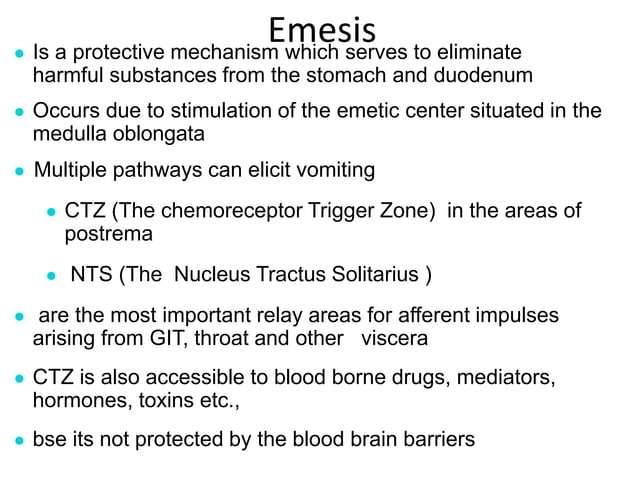 Emesis
● Is a protective mechanism which serves to eliminate
harmful substances from the stomach and duodenum
● Occurs due to stimulation of the emetic center situated in the
medulla oblongata
● Multiple pathways can elicit vomiting
● CTZ (The chemoreceptor Trigger Zone) in the areas of
postrema
● NTS (The Nucleus Tractus Solitarius )
● are the most important relay areas for afferent impulses
arising from GIT, throat and other viscera
● CTZ is also accessible to blood borne drugs, mediators,
hormones, toxins etc.,
● bse its not protected by the blood brain barriers